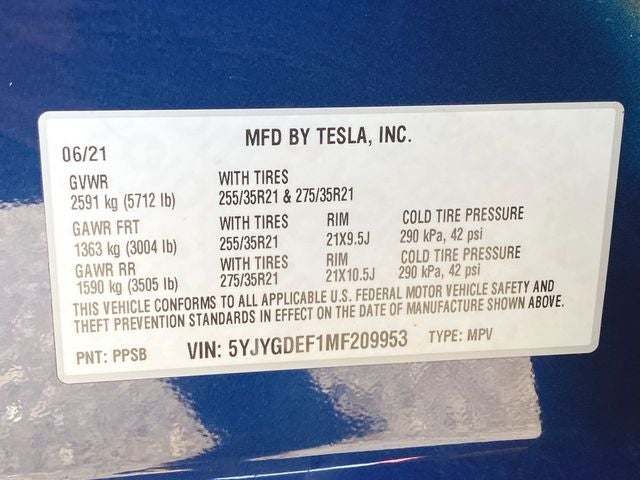 MFD BY TESLA, INC.
06/21
GVWR WITH TIRES
2591 kg (5712 lb) 255/35R21 & 275/35R21
GAWR FRT WITH TIRES RIM COLD TIRE PRESSURE
1363 kg (3004 lb) 255/35R21 21X9.5J 290 kPa, 42 psi
GAWR RR WITH TIRES RIM COLD TIRE PRESSURE
1590 kg (3505 lb) 275/35R21 21X10.5J 290 kPa, 42 psi
THIS VEHICLE CONFORMS TO ALL APPLICABLE U.S. FEDERAL MOTOR VEHICLE SAFETY AND
THEFT PREVENTION STANDARDS IN EFFECT ON THE DATE OF MANUFACTURE SHOWN ABOVE.
PNT: PPSB VIN: 5YJYGDEF1MF209953 TYPE: MPV